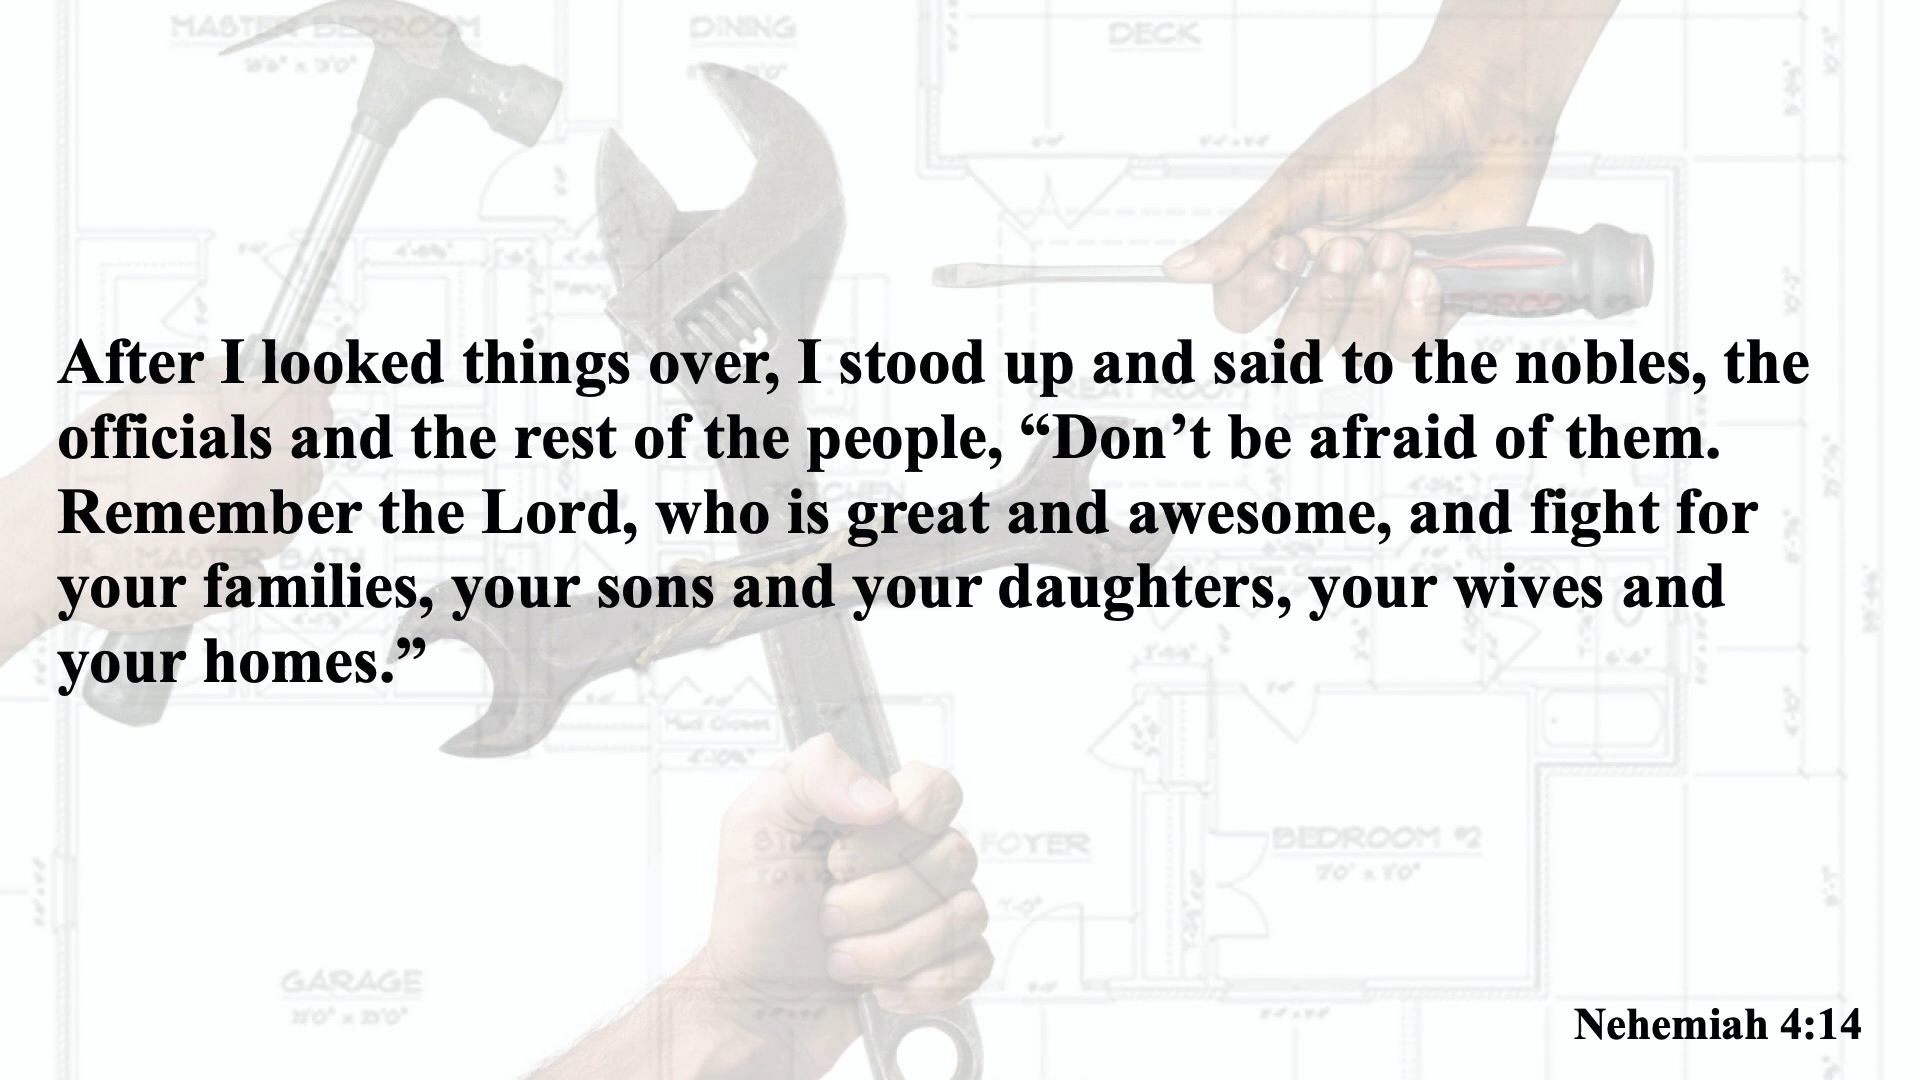 MASTER BEDROOM
DINING
DECK
After I looked things over, I stood up and said to the nobles, the
officials and the rest of the people, “Don’t be afraid of them.
Remember the Lord, who is great and awesome, and fight for
your families, your sons and your daughters, your wives and
your homes.”
MASTER BATH
STUDY
FOYER
BEDROOM #2
GARAGE
Nehemiah 4:14